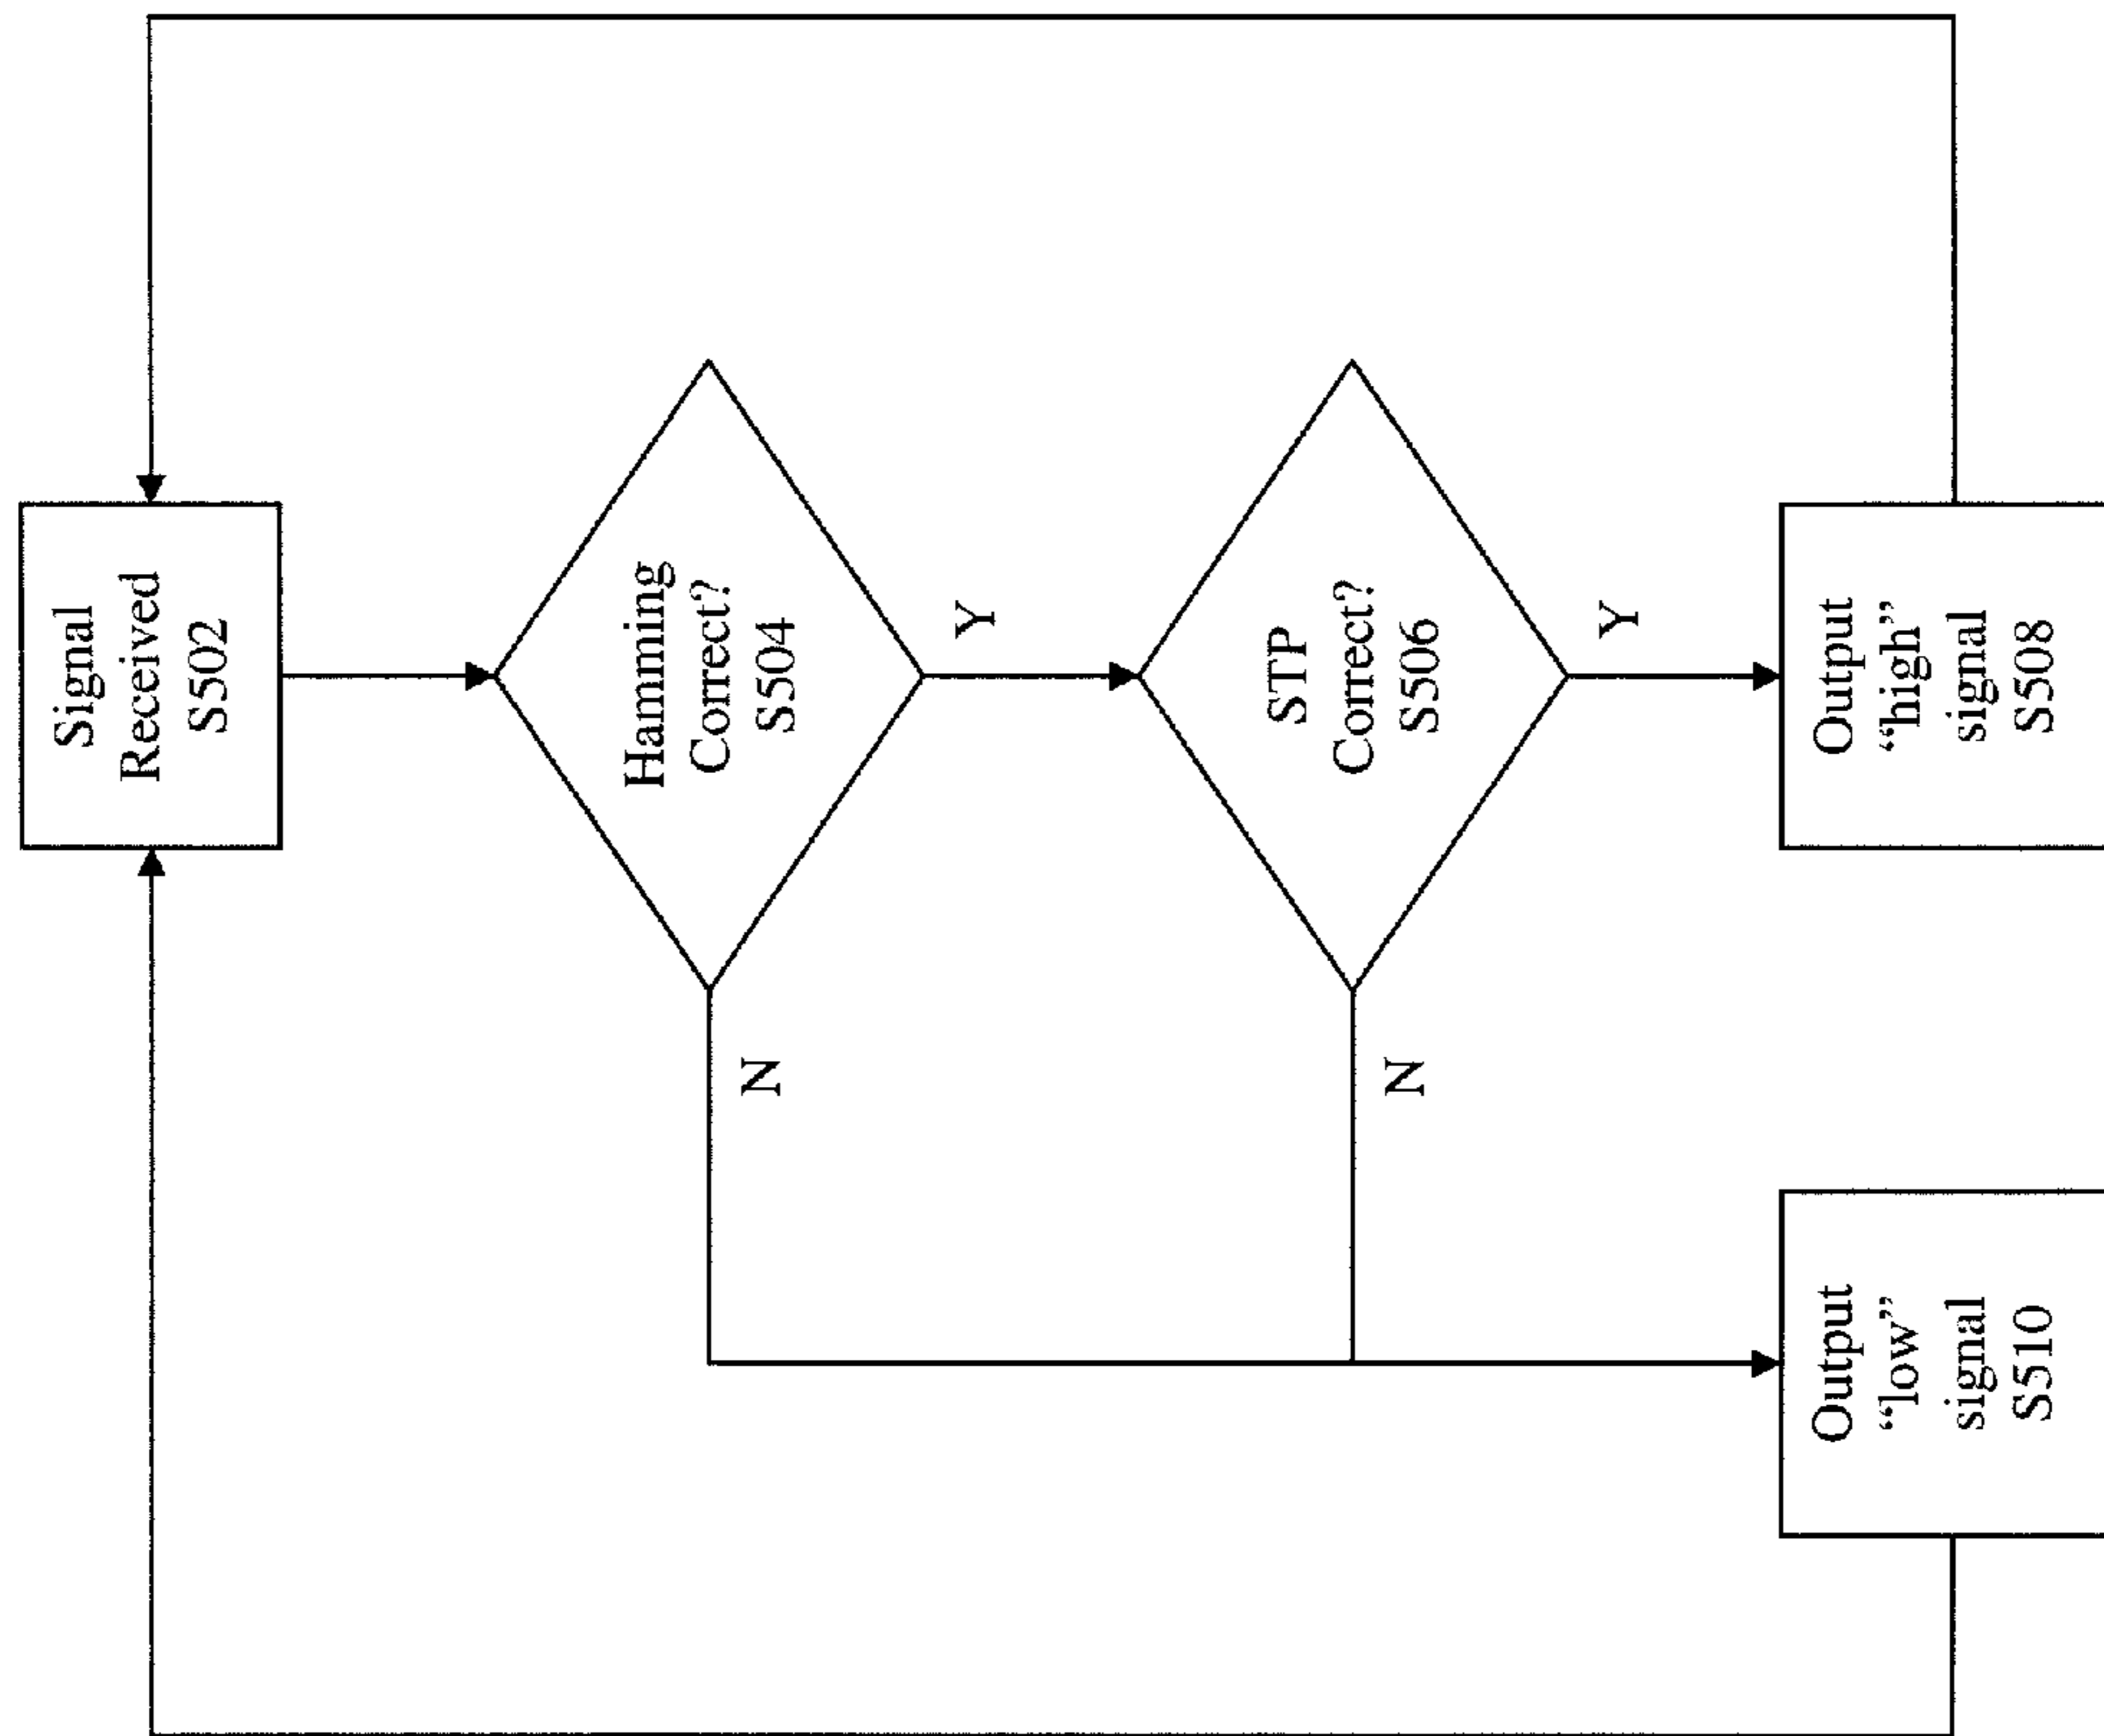 Signal
Received
S502
Hamming
Correct?
S504
Y
N
STP
Correct?
S506
Y
N
Output
“high”
signal
S508
Output
“low”
signal
S510